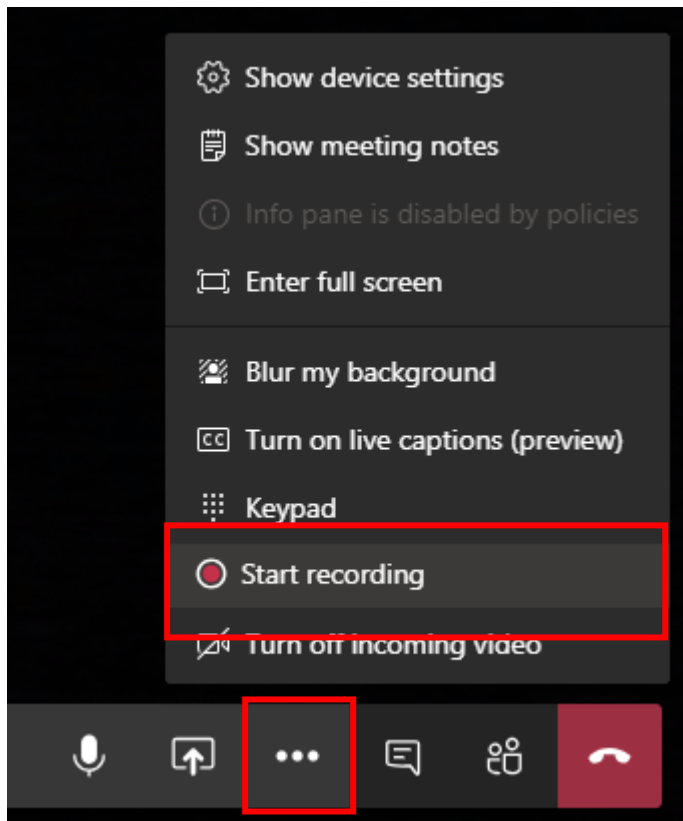 Show device settings
Show meeting notes
Info pane is disabled by policies
Enter full screen
Blur my background
CC Turn on live captions (preview)
Keypad
Start recording
Turn off incoming video